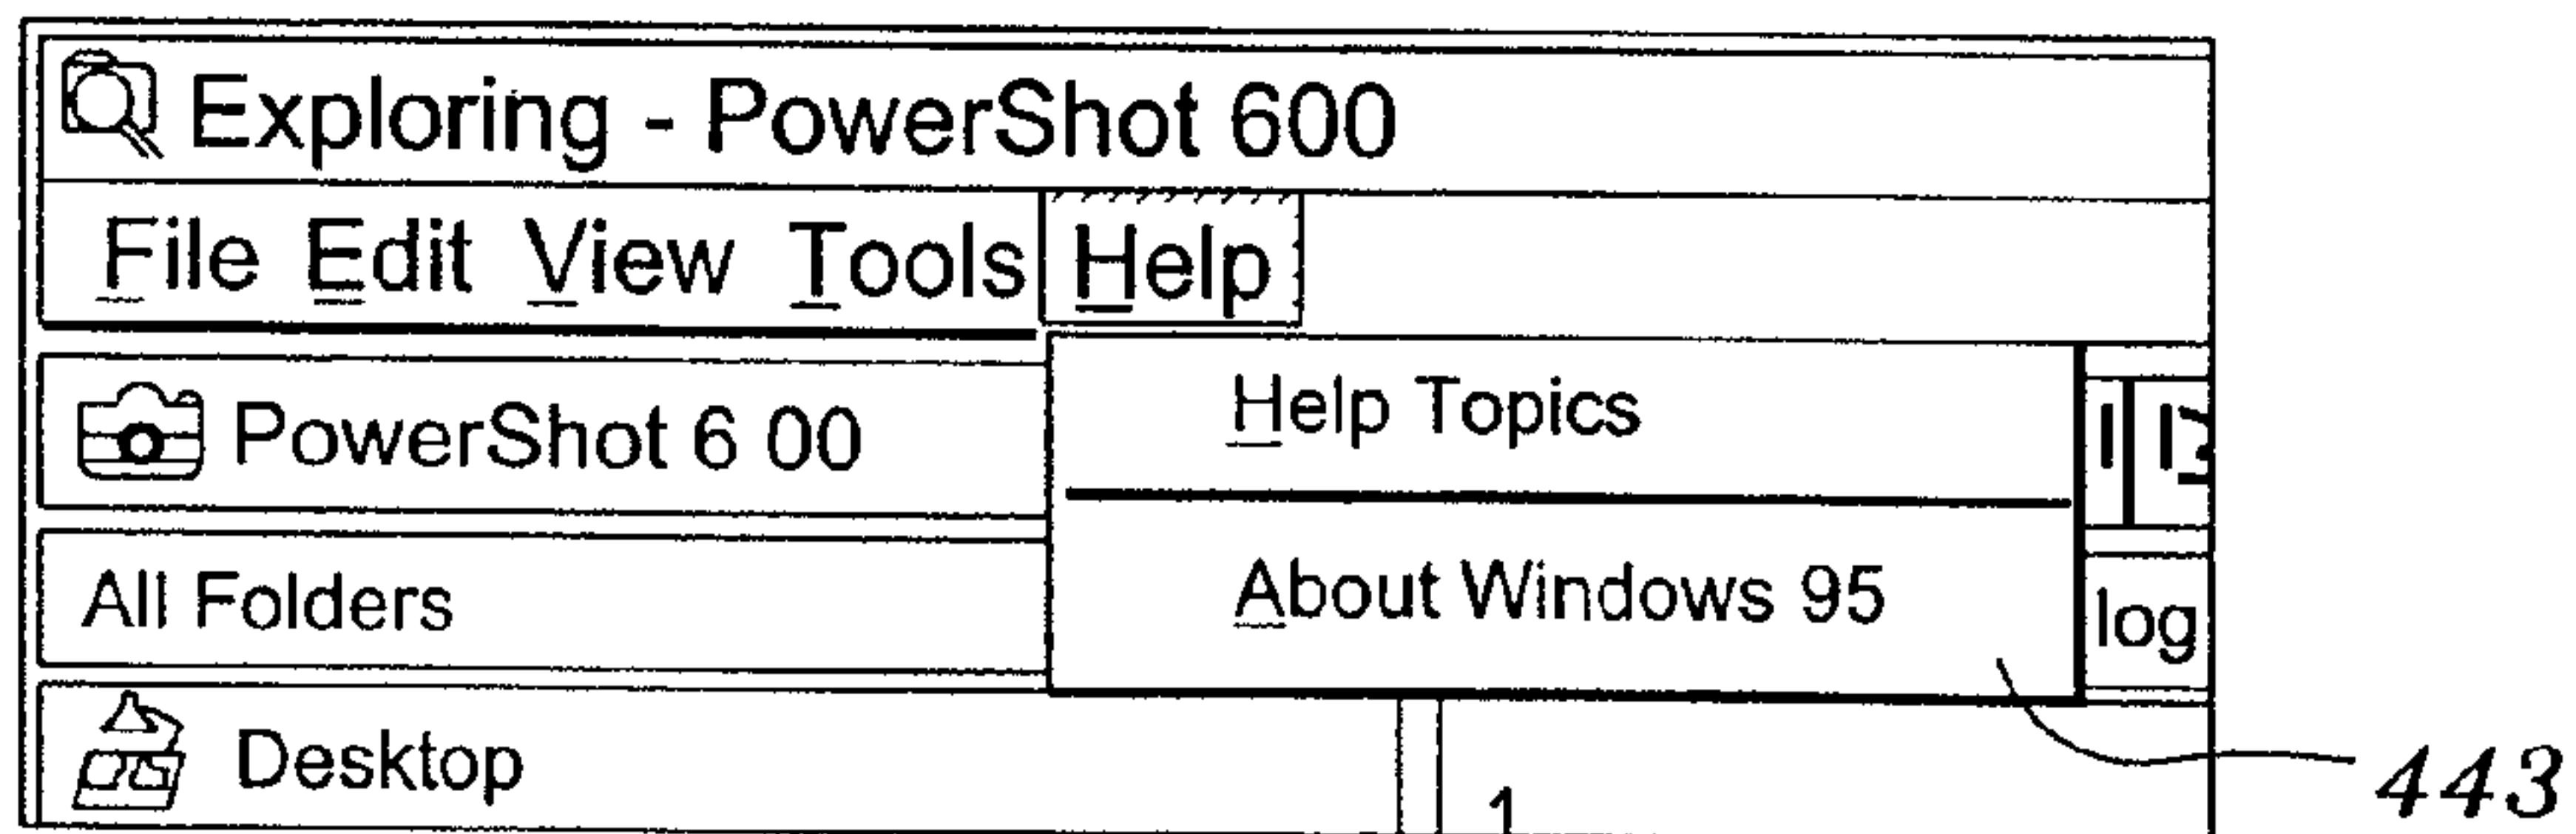 Exploring - PowerShot 600
File Edit View Tools Help
PowerShot 6 00
Help Topics
All Folders
About Windows 95
log
Desktop
1
443